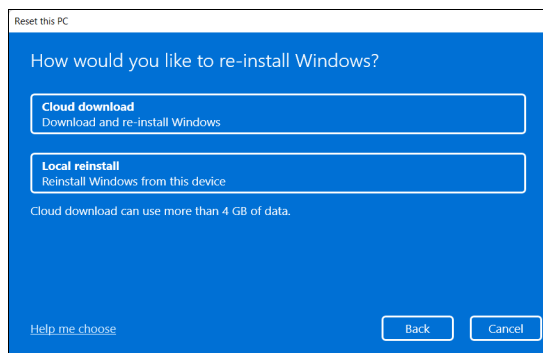 Reset this PC
How would you like to re-install Windows?
Cloud download
Download and re-install Windows
Local reinstall
Reinstall Windows from this device
Cloud download can use more than 4 GB of data.
Help me choose
Back
Cancel